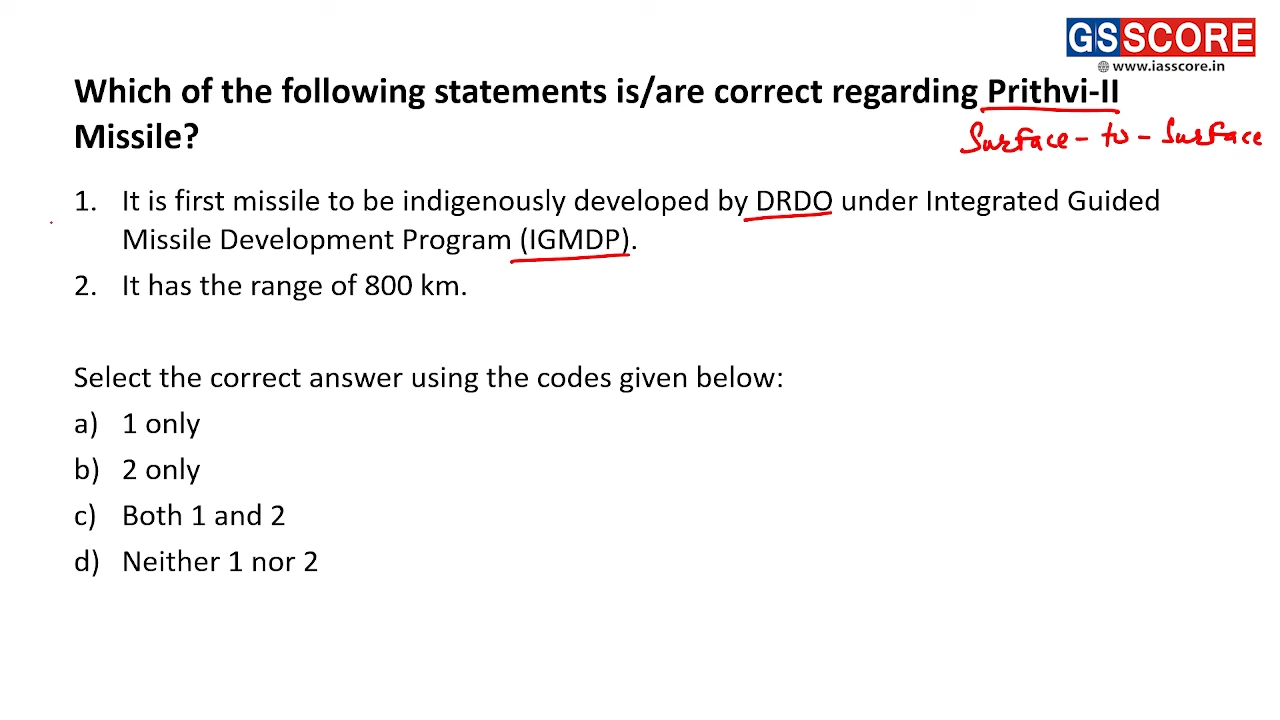 GSSCORE
www.iasscore.in
Which of the following statements is/are correct regarding Prithvi-II
Missile?
Surface-to-Surface
1. It is first missile to be indigenously developed by DRDO under Integrated Guided
Missile Development Program (IGMDP).
2. It has the range of 800 km.
Select the correct answer using the codes given below:
a) 1 only
b) 2 only
c) Both 1 and 2
d) Neither 1 nor 2